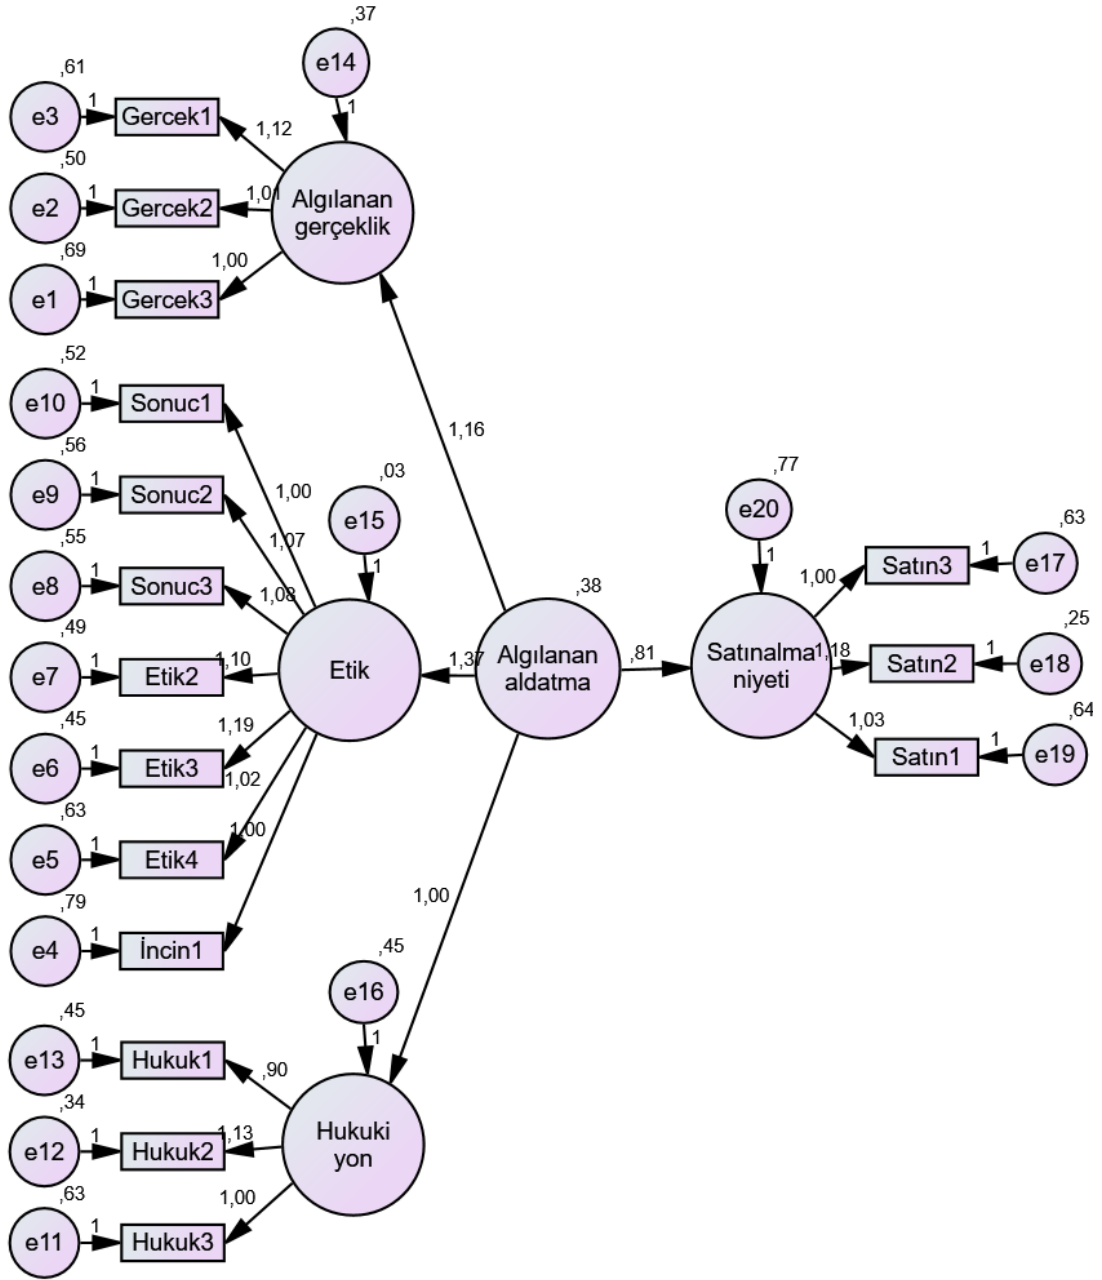 ,37
e14
1
,61
e3
1
Gercek1
1,12
,50
e2
1
Gercek2
1,01
,69
e1
1
Gercek3
1,00
Algılanan
gerçeklik
,52
e10
1
Sonuc1
1,00
,56
e9
1
Sonuc2
1,07
,55
e8
1
Sonuc3
1,08
,49
e7
1
Etik2
1,10
,45
e6
1
Etik3
1,19
,63
e5
1
Etik4
1,02
,79
e4
1
İncin1
1,00
,03
e15
1
Etik
1,16
1,37
,38
Algılanan
aldatma
,81
1,00
,77
e20
1
Satınalma
niyeti
1,00
Satın3
1
,63
e17
1,18
Satın2
1
,25
e18
1,03
Satın1
1
,64
e19
,45
e16
1
,45
e13
1
Hukuk1
,90
,34
e12
1
Hukuk2
1,13
,63
e11
1
Hukuk3
1,00
Hukuki
yon